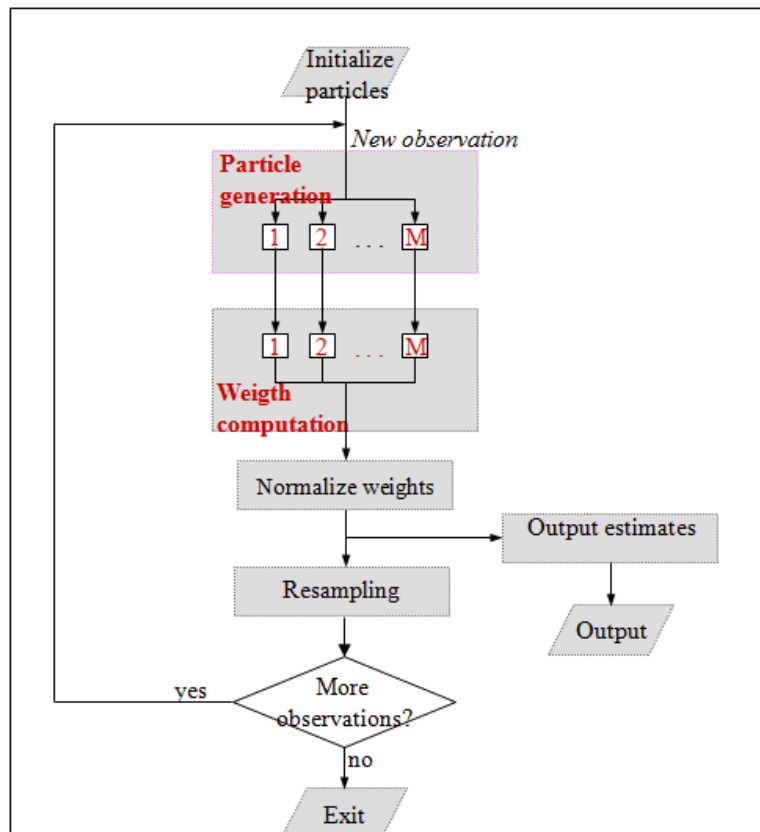 Initialize
particles
New observation
Particle
generation
1 2 ... M
1 2 ... M
Weigth
computation
Normalize weights
Output estimates
Resampling
Output
yes
More
observations?
no
Exit